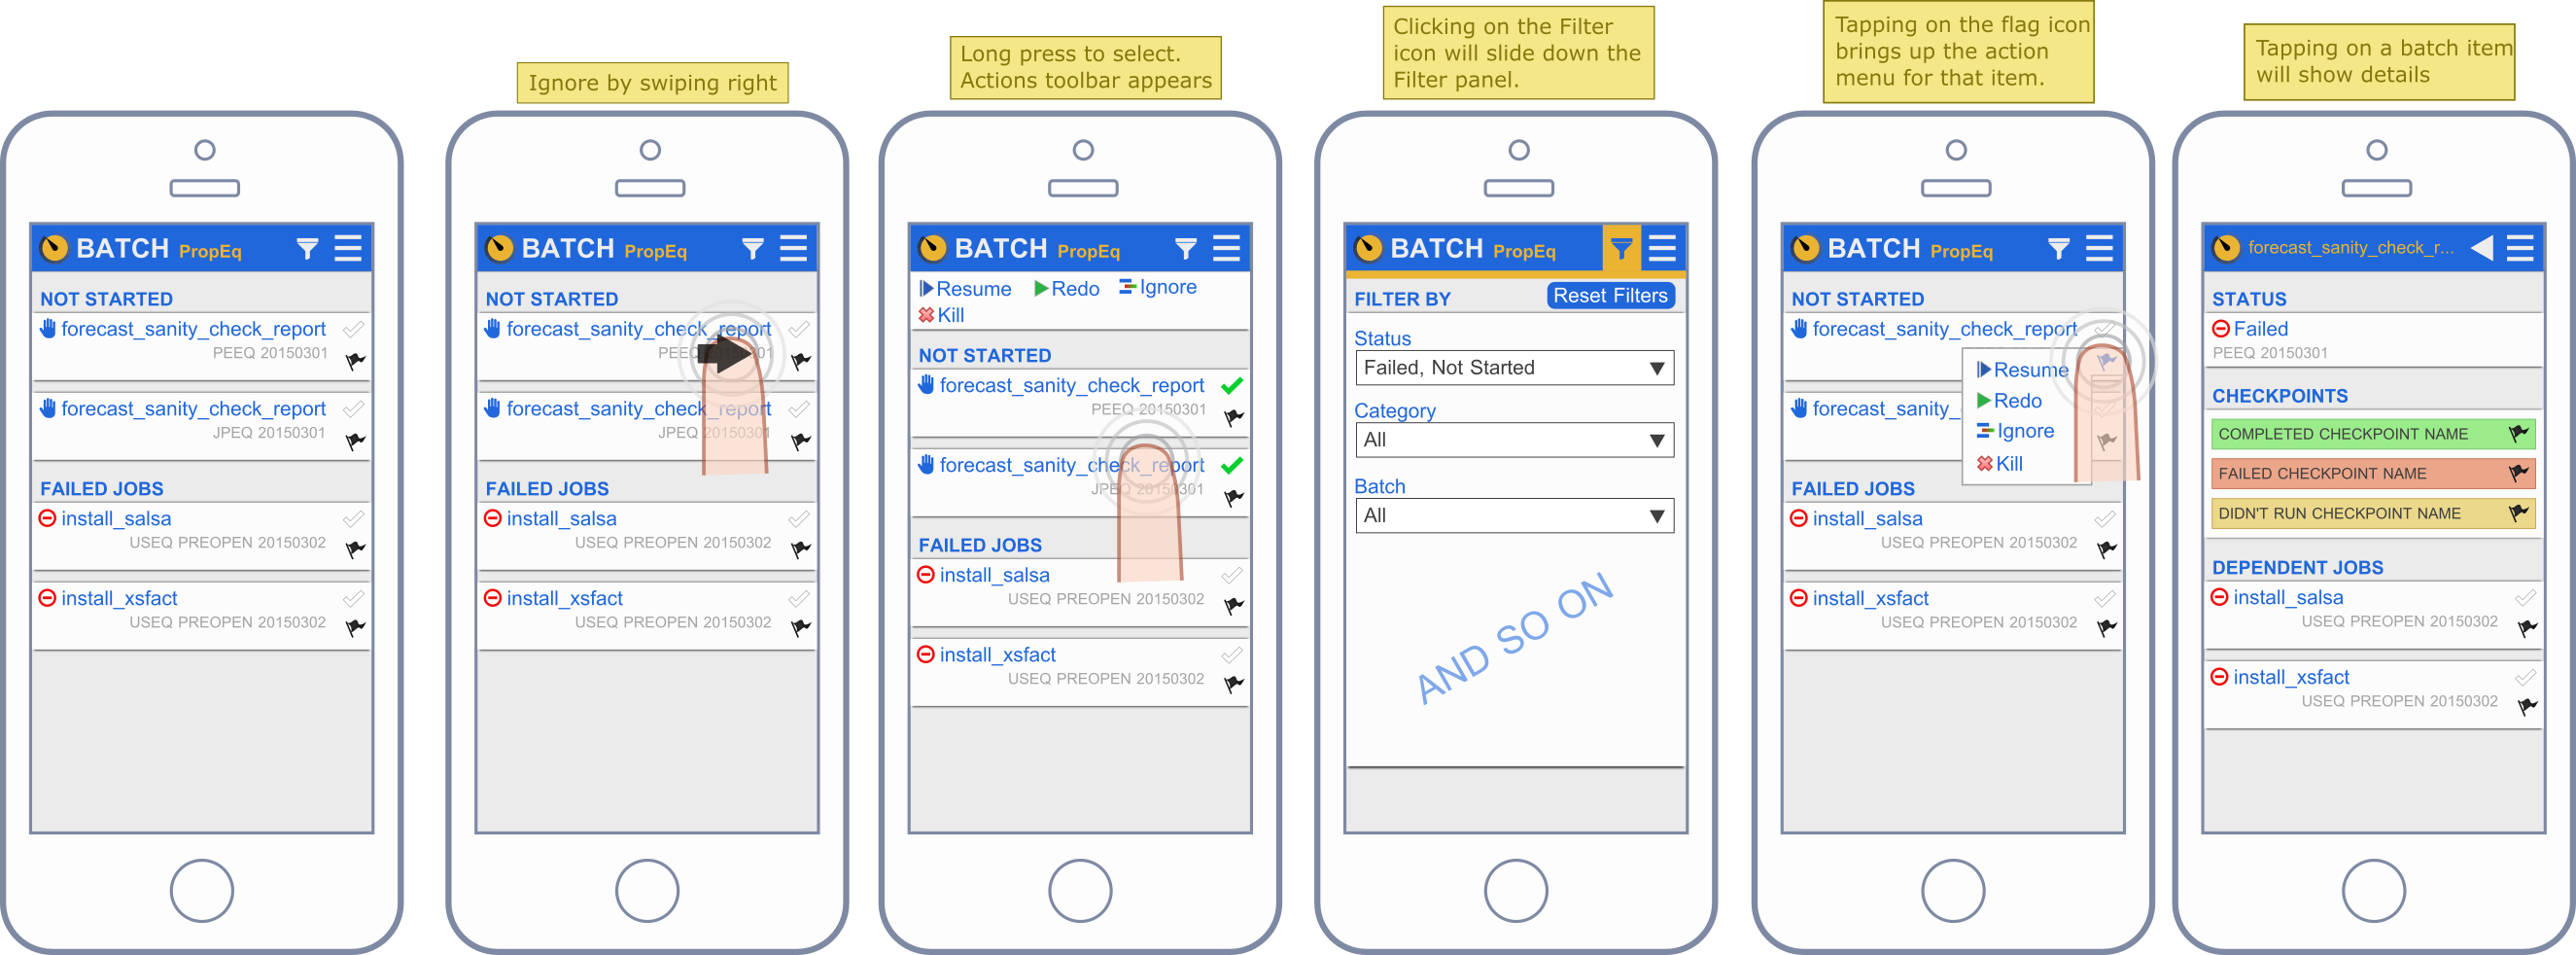 Ignore by swiping right
Long press to select.
Actions toolbar appears
Clicking on the Filter
icon will slide down the
Filter panel.
Tapping on the flag icon
brings up the action
menu for that item.
Tapping on a batch item
will show details
BATCH PropEq
NOT STARTED
forecast_sanity_check_report
PEEQ 20150301
forecast_sanity_check_report
JPEQ 20150301
FAILED JOBS
install_salsa
USEQ PREOPEN 20150302
install_xsfact
USEQ PREOPEN 20150302
BATCH PropEq
NOT STARTED
forecast_sanity_check_report
PEEQ 20150301
forecast_sanity_check_report
JPEQ 20150301
FAILED JOBS
install_salsa
USEQ PREOPEN 20150302
install_xsfact
USEQ PREOPEN 20150302
BATCH PropEq
Resume Redo Ignore
Kill
NOT STARTED
forecast_sanity_check_report
PEEQ 20150301
forecast_sanity_check_report
JPEQ 20150301
FAILED JOBS
install_salsa
USEQ PREOPEN 20150302
install_xsfact
USEQ PREOPEN 20150302
BATCH PropEq
FILTER BY Reset Filters
Status
Failed, Not Started
Category
All
Batch
All
AND SO ON
BATCH PropEq
NOT STARTED
forecast_sanity_check_report
Resume
Redo
forecast_sanity_
Ignore
Kill
FAILED JOBS
install_salsa
USEQ PREOPEN 20150302
install_xsfact
USEQ PREOPEN 20150302
forecast_sanity_check_r...
STATUS
Failed
PEEQ 20150301
CHECKPOINTS
COMPLETED CHECKPOINT NAME
FAILED CHECKPOINT NAME
DIDN'T RUN CHECKPOINT NAME
DEPENDENT JOBS
install_salsa
USEQ PREOPEN 20150302
install_xsfact
USEQ PREOPEN 20150302